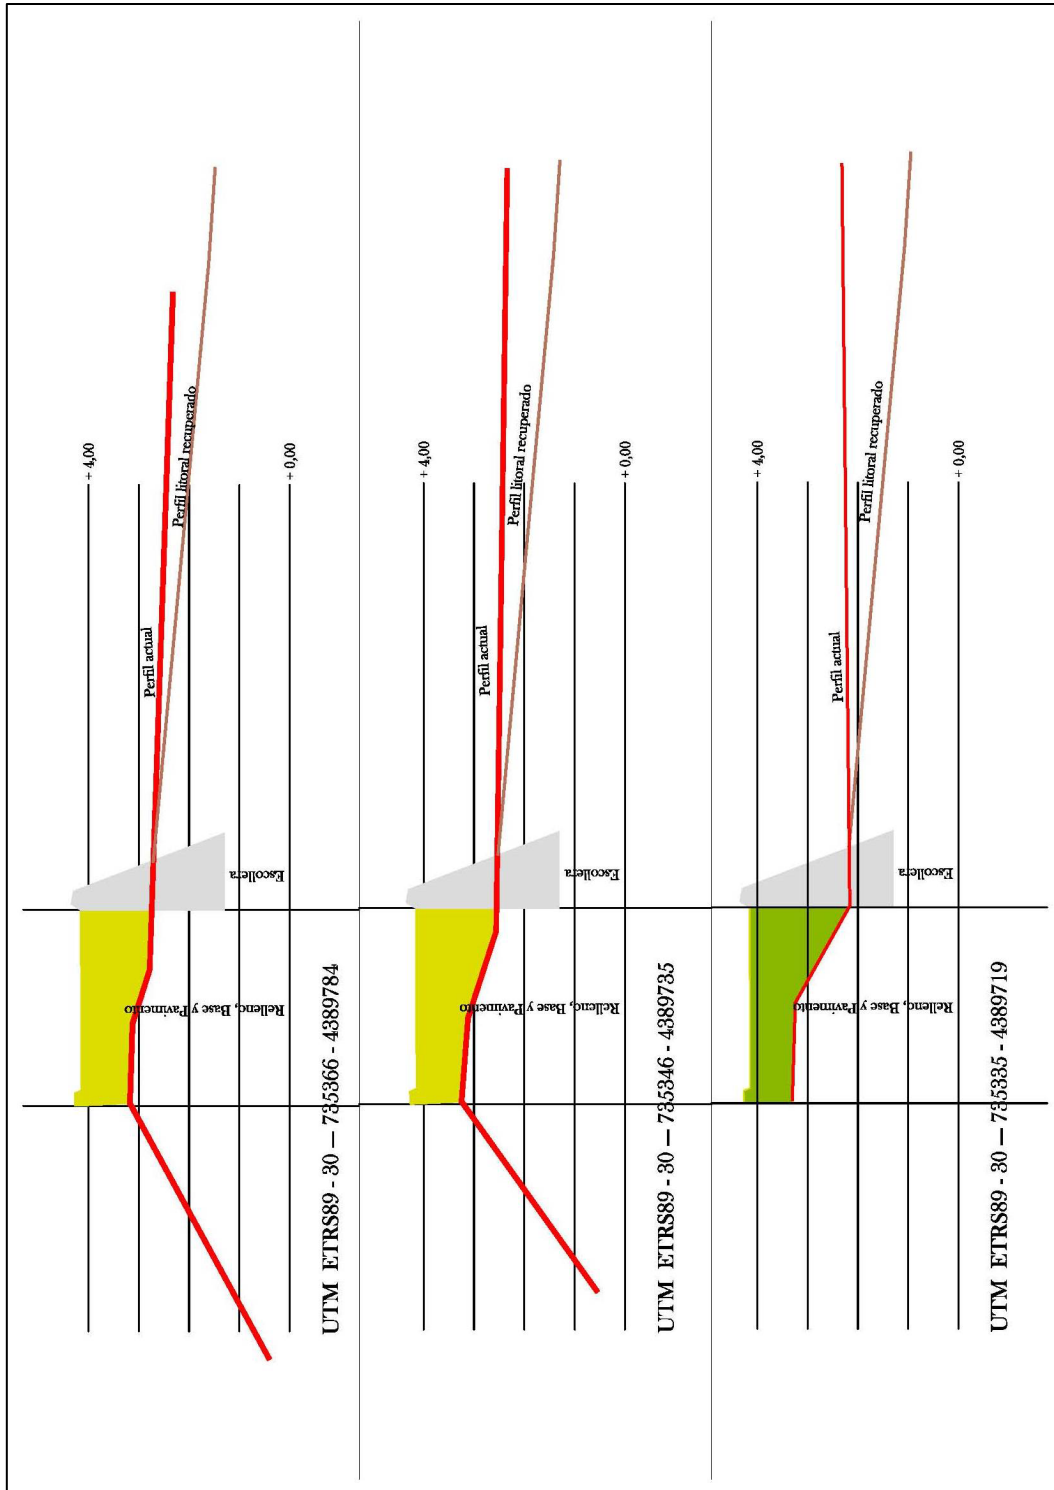 + 4,00
+ 0,00
Perfil litoral recuperado
Perfil actual
Escollera
Relleno, Base y Pavimento
UTM ETRS89 - 30 — 735366 - 4389784
+ 4,00
+ 0,00
Perfil litoral recuperado
Perfil actual
Escollera
Relleno, Base y Pavimento
UTM ETRS89 - 30 — 735346 - 4389735
+ 4,00
+ 0,00
Perfil litoral recuperado
Perfil actual
Escollera
Relleno, Base y Pavimento
UTM ETRS89 - 30 — 735335 - 4389719